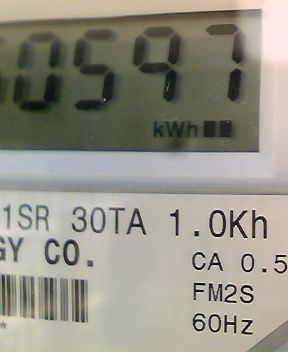 0597
kWh
1SR 30TA 1.0Kh
GY CO.
CA 0.5
FM2S
60Hz